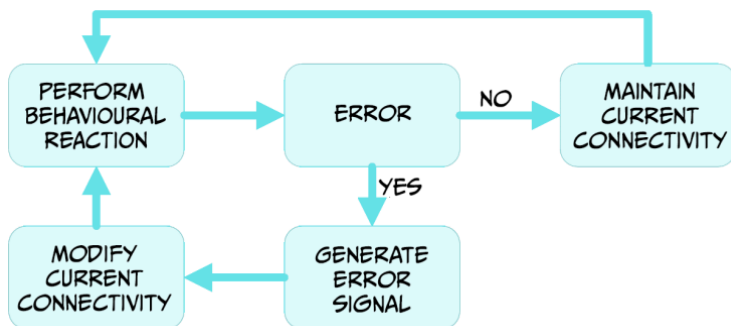 PERFORM
BEHAVIOURAL
REACTION
ERROR
NO
MAINTAIN
CURRENT
CONNECTIVITY
YES
MODIFY
CURRENT
CONNECTIVITY
GENERATE
ERROR
SIGNAL